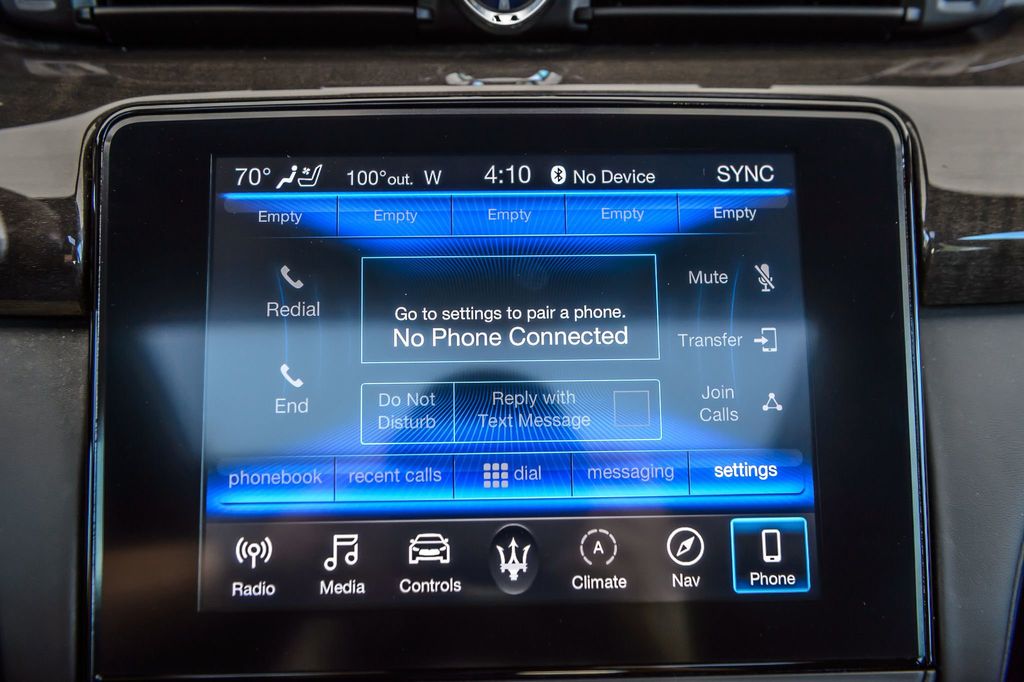 70° 100°out. W 4:10 No Device SYNC
Empty Empty Empty Empty Empty
Redial
End
Go to settings to pair a phone.
No Phone Connected
Do Not
Disturb
Reply with
Text Message
Mute
Transfer
Join
Calls
phonebook recent calls dial messaging settings
Radio Media Controls A Climate Nav Phone